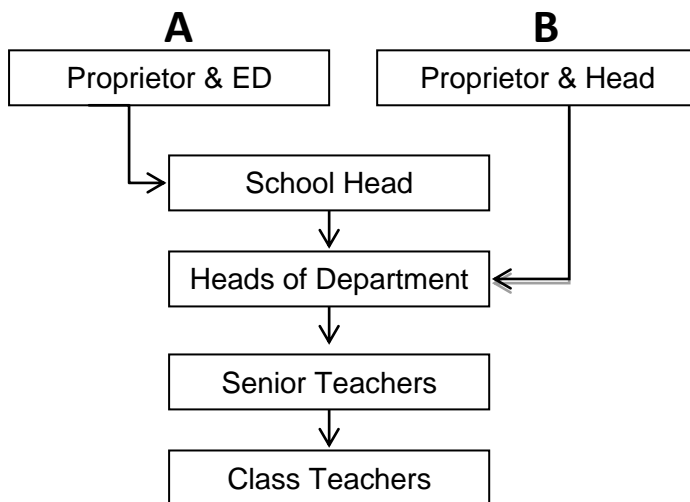 A
B
Proprietor & ED
Proprietor & Head
School Head
Heads of Department
Senior Teachers
Class Teachers